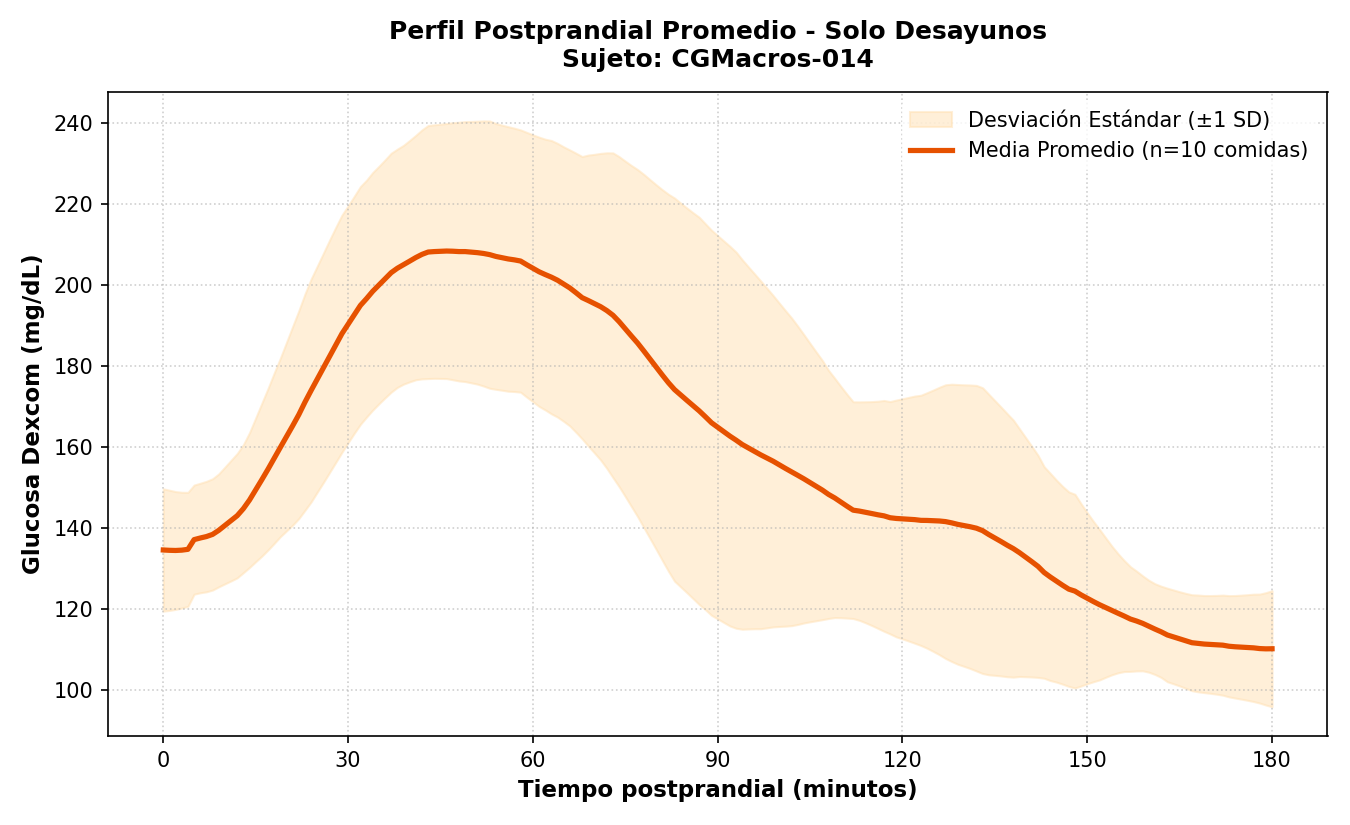 Perfil Postprandial Promedio - Solo Desayunos
Sujeto: CGMacros-014
Desviación Estándar (±1 SD)
Media Promedio (n=10 comidas)
Glucosa Dexcom (mg/dL)
240
220
200
180
160
140
120
100
0 30 60 90 120 150 180
Tiempo postprandial (minutos)